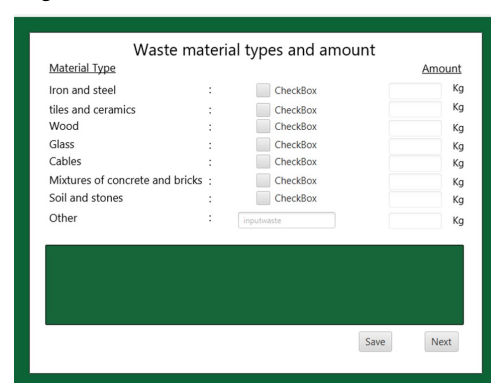 Waste material types and amount
Material Type Amount
Iron and steel : CheckBox Kg
tiles and ceramics : CheckBox Kg
Wood : CheckBox Kg
Glass : CheckBox Kg
Cables : CheckBox Kg
Mixtures of concrete and bricks : CheckBox Kg
Soil and stones : CheckBox Kg
Other : inputwaste Kg
Save Next